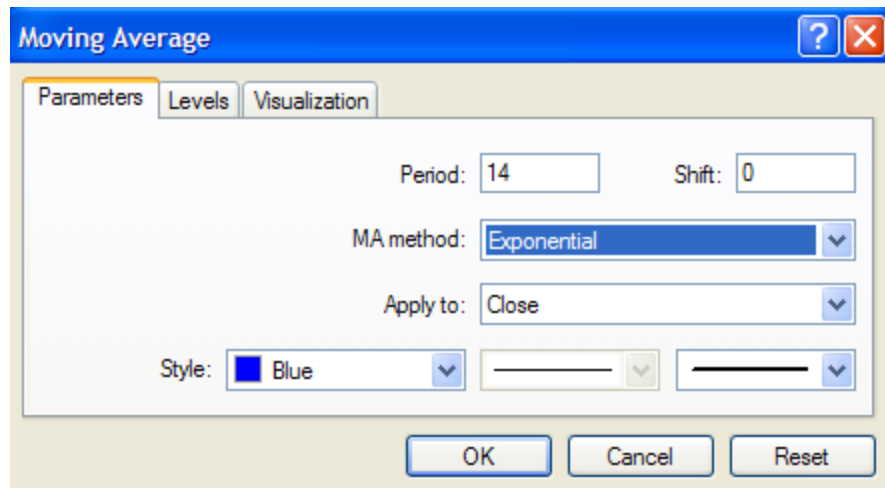 Moving Average
Parameters Levels Visualization
Period: 14 Shift: 0
MA method: Exponential
Apply to: Close
Style: Blue
OK Cancel Reset